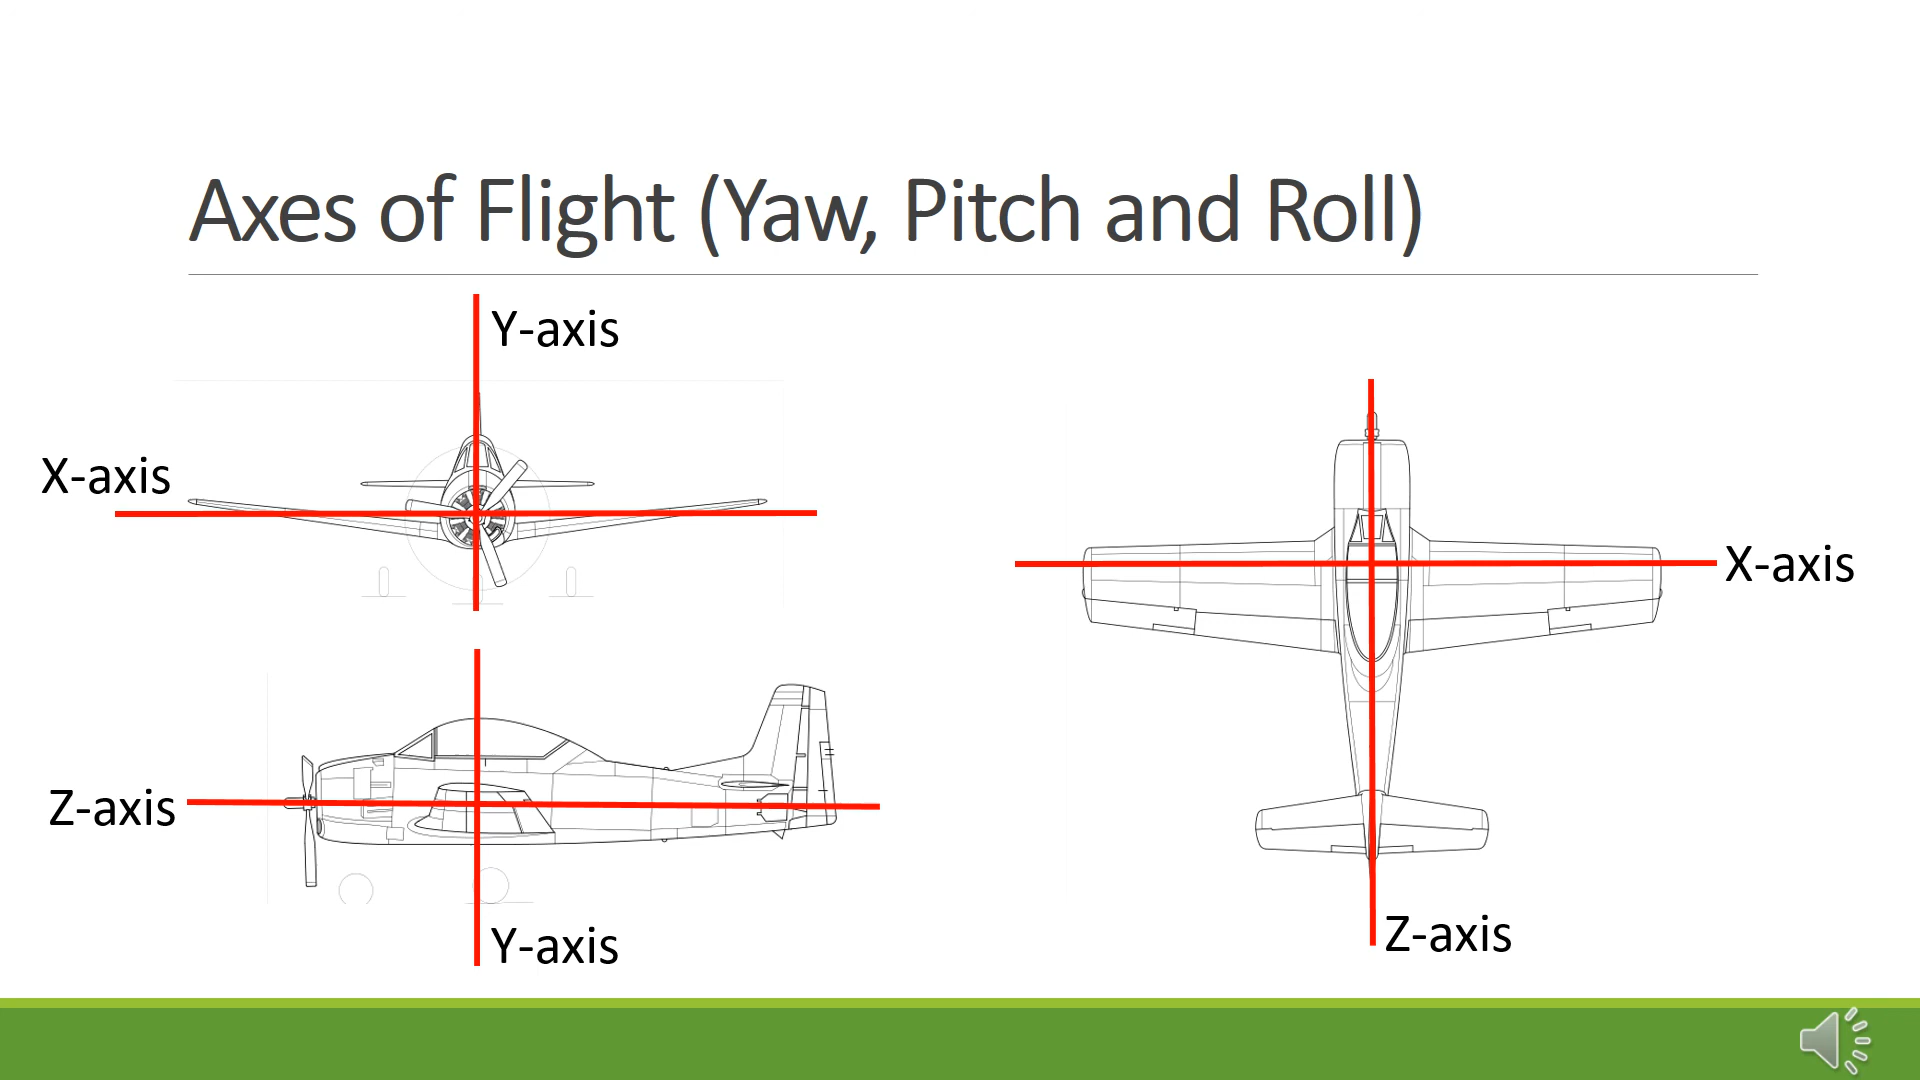 Axes of Flight (Yaw, Pitch and Roll)
Y-axis
X-axis
X-axis
Z-axis
Y-axis
Z-axis